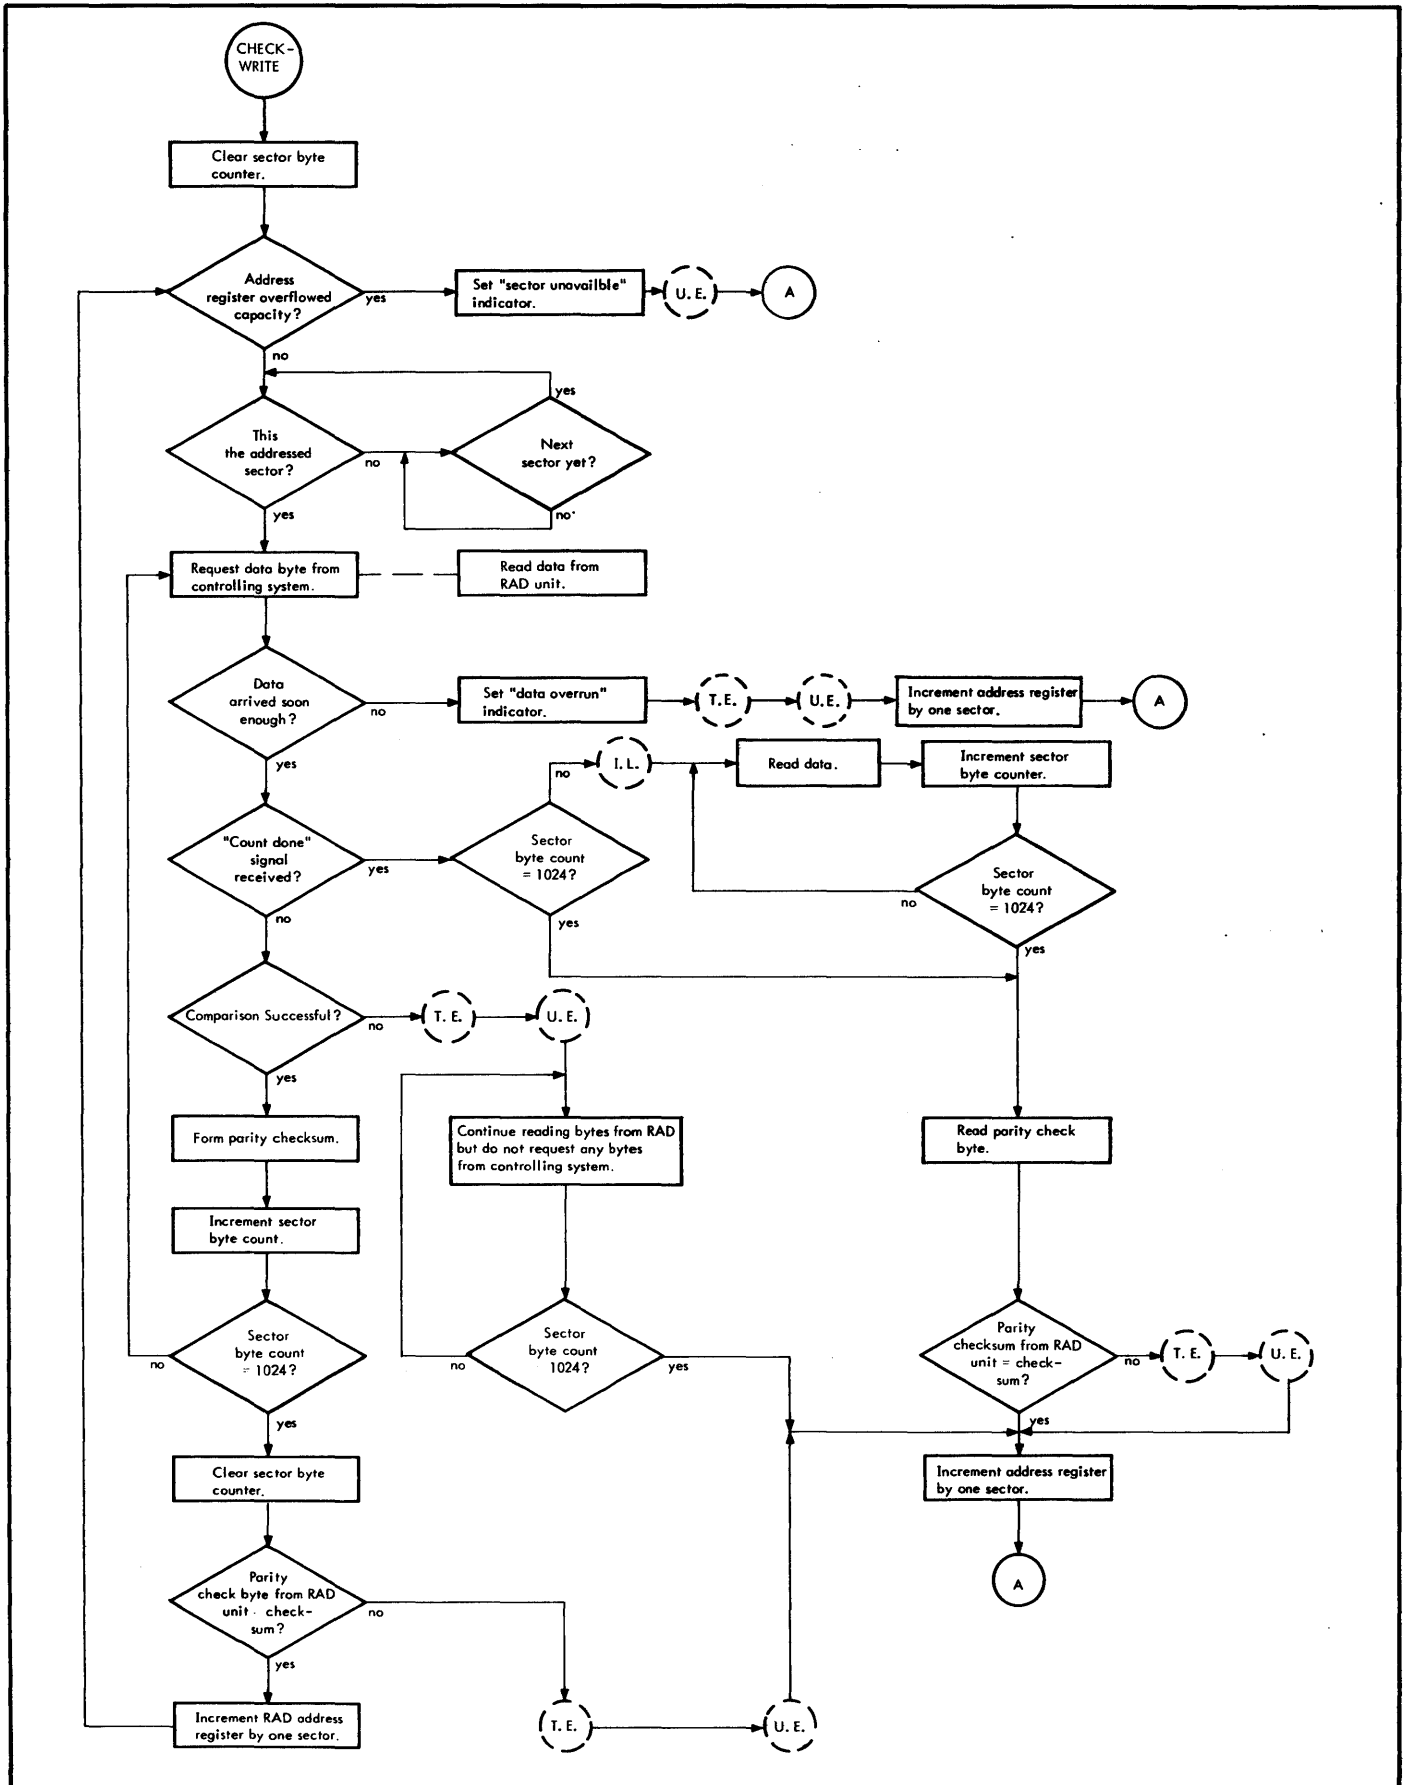 CHECK-
WRITE
Clear sector byte
counter.
Address
register overflowed
capacity?
yes
Set "sector unavailble"
indicator.
U. E.
A
no
yes
This
the addressed
sector?
no
Next
sector yet?
no
yes
Request data byte from
controlling system.
Read data from
RAD unit.
Data
arrived soon
enough?
no
Set "data overrun"
indicator.
T. E.
U. E.
Increment address register
by one sector.
A
yes
no
I. L.
Read data.
Increment sector
byte counter.
"Count done"
signal
received?
yes
Sector
byte count
= 1024?
Sector
byte count
= 1024?
no
no
yes
yes
Comparison Successful?
no
T. E.
U. E.
yes
Form parity checksum.
Continue reading bytes from RAD
but do not request any bytes
from controlling system.
Read parity check
byte.
Increment sector
byte count.
Sector
byte count
= 1024?
no
Sector
byte count
1024?
no
yes
Parity
checksum from RAD
unit = check-
sum?
no
T. E.
U. E.
yes
yes
Clear sector byte
counter.
Increment address register
by one sector.
Parity
check byte from RAD
unit · check-
sum?
no
A
yes
Increment RAD address
register by one sector.
T. E.
U. E.